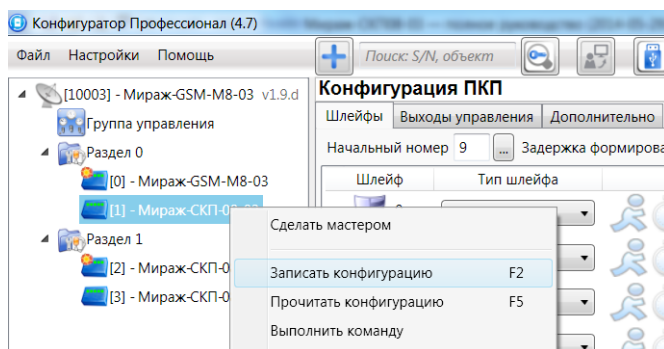 Конфигуратор Профессионал (4.7)
Файл Настройки Помощь
Поиск: S/N, объект
[10003] - Мираж-GSM-M8-03 v1.9.d
Группа управления
Раздел 0
[0] - Мираж-GSM-M8-03
[1] - Мираж-СКП-0
Раздел 1
[2] - Мираж-СКП-0
[3] - Мираж-СКП-0
Конфигурация ПКП
Шлейфы Выходы управления Дополнительно
Начальный номер 9 ... Задержка формирова
Шлейф Тип шлейфа
Сделать мастером
Записать конфигурацию F2
Прочитать конфигурацию F5
Выполнить команду